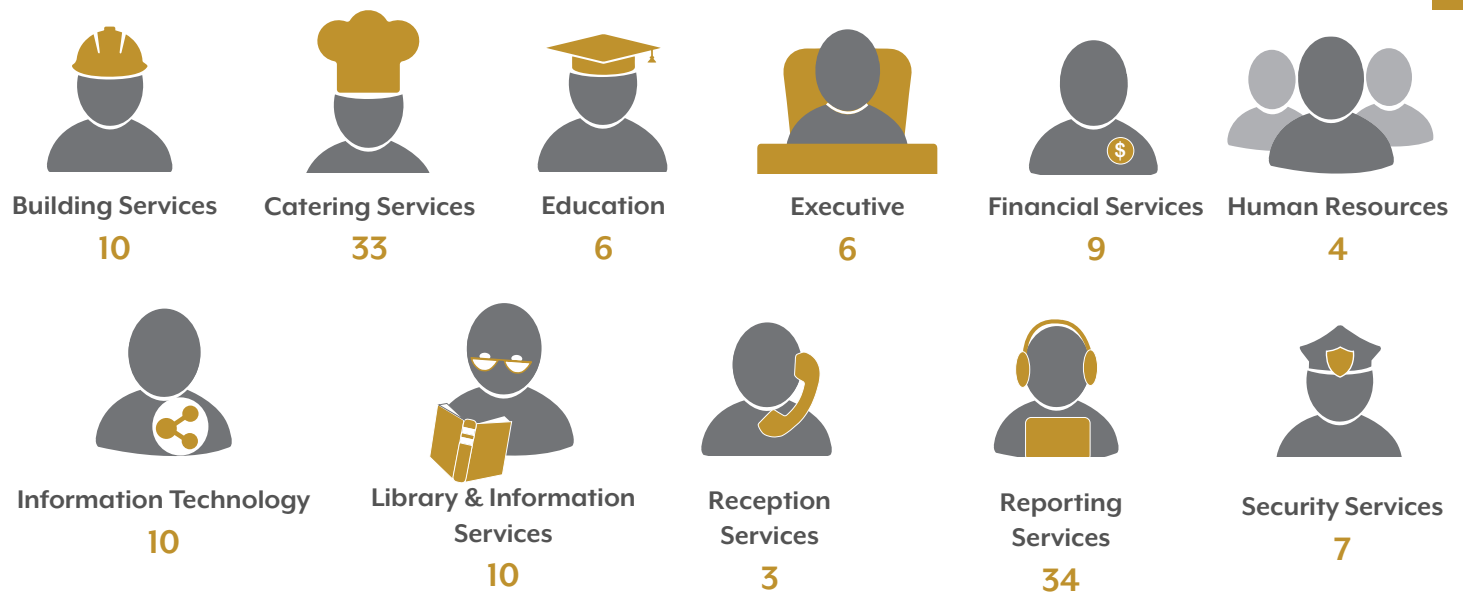 $
Building Services
10
Catering Services
33
Education
6
Executive
6
Financial Services
9
Human Resources
4
Information Technology
10
Library & Information
Services
10
Reception
Services
3
Reporting
Services
34
Security Services
7